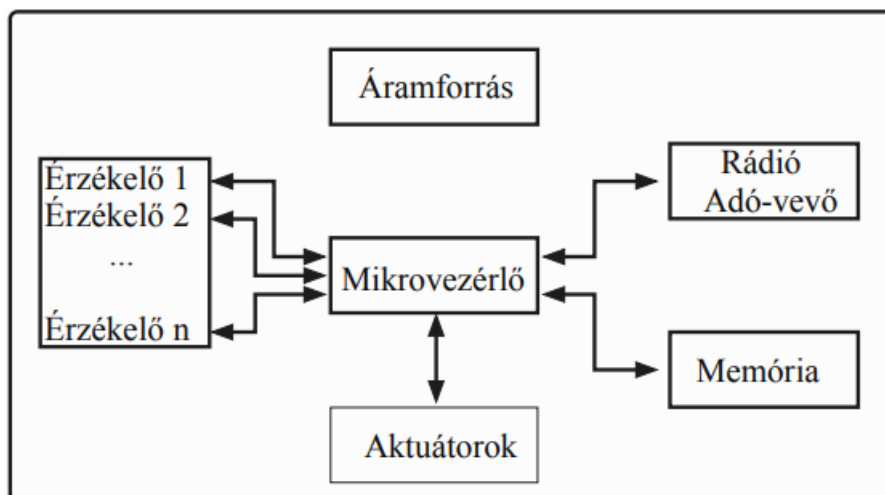 Áramforrás
Érzékelő 1
Érzékelő 2
...
Érzékelő n
Mikrovezérlő
Rádió
Adó-vevő
Memória
Aktuátorok